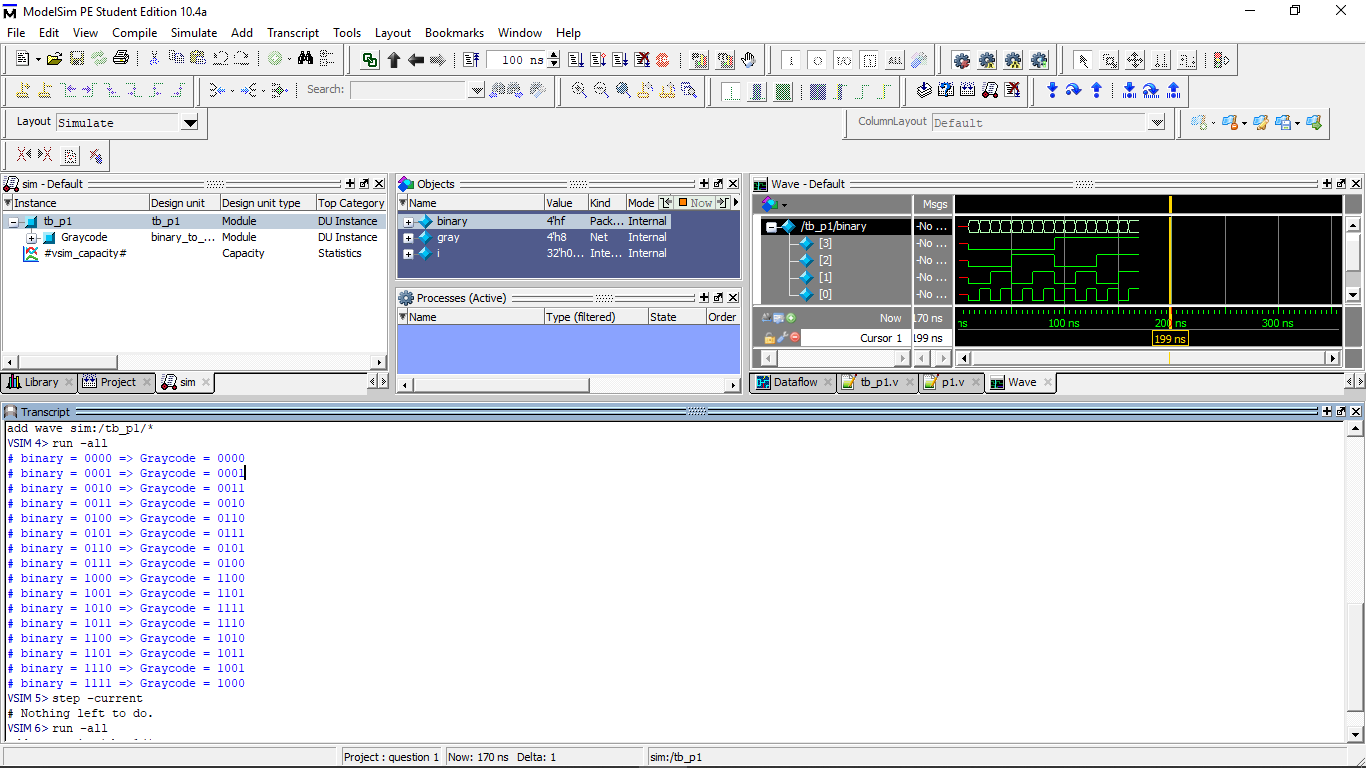 ModelSim PE Student Edition 10.4a
File Edit View Compile Simulate Add Transcript Tools Layout Bookmarks Window Help
100 ns
ALL
Search:
Layout Simulate
ColumnLayout Default
sim - Default
Instance Design unit Design unit type Top Category
tb_p1 tb_p1 Module DU Instance
Graycode binary_to_... Module DU Instance
#vsim_capacity# Capacity Statistics
Library Project sim
Objects
Name Value Kind Mode Now
binary 4'hf Pack... Internal
gray 4'h8 Net Internal
i 32'h0... Inte... Internal
Processes (Active)
Name Type (filtered) State Order
Wave - Default
Msgs
/tb_p1/binary -No ...
[3] -No ...
[2] -No ...
[1] -No ...
[0] -No ...
Now 170 ns
ns 100 ns 200 ns 300 ns
Cursor 1 199 ns
199 ns
Dataflow tb_p1.v p1.v Wave
Transcript
add wave sim:/tb_p1/*
VSIM 4> run -all
# binary = 0000 => Graycode = 0000
# binary = 0001 => Graycode = 0001
# binary = 0010 => Graycode = 0011
# binary = 0011 => Graycode = 0010
# binary = 0100 => Graycode = 0110
# binary = 0101 => Graycode = 0111
# binary = 0110 => Graycode = 0101
# binary = 0111 => Graycode = 0100
# binary = 1000 => Graycode = 1100
# binary = 1001 => Graycode = 1101
# binary = 1010 => Graycode = 1111
# binary = 1011 => Graycode = 1110
# binary = 1100 => Graycode = 1010
# binary = 1101 => Graycode = 1011
# binary = 1110 => Graycode = 1001
# binary = 1111 => Graycode = 1000
VSIM 5> step -current
# Nothing left to do.
VSIM 6> run -all
Project : question 1 Now: 170 ns Delta: 1 sim:/tb_p1